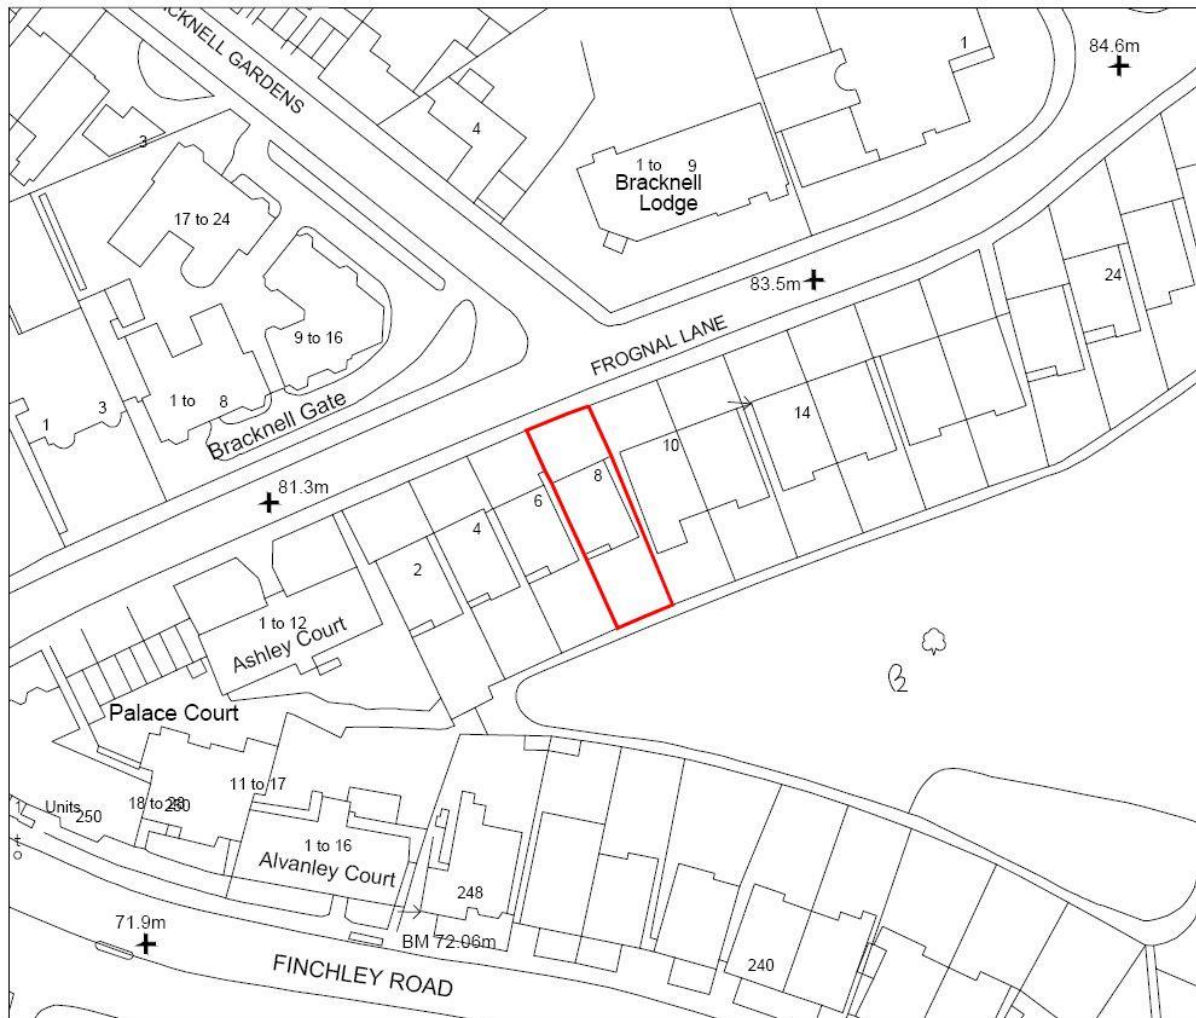 CKNELL GARDENS
1
84.6m
4
3
1 to 9
Bracknell
Lodge
17 to 24
24
83.5m
9 to 16
FROGNAL LANE
1 to 8
3
1
Bracknell Gate
14
10
8
81.3m
6
4
2
1 to 12
Ashley Court
Palace Court
11 to 17
Units
250
18 to
250
1 to 16
Alvanley Court
248
71.9m
BM 72.06m
240
FINCHLEY ROAD